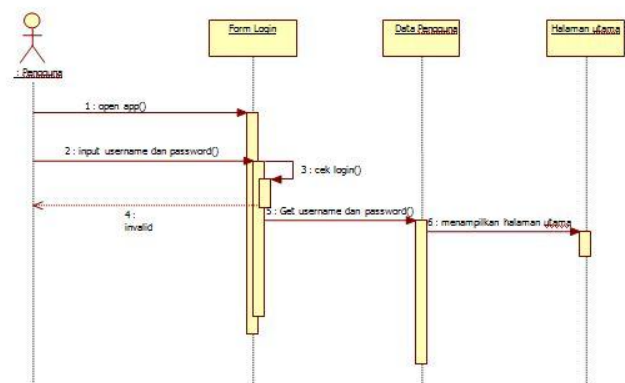 Form Login
Data Pengguna
Halaman utama
: Pengguna
1 : open app()
2 : input username dan password()
3 : cek login()
4 :
invalid
5 : Get username dan password()
6 : menampilkan halaman utama